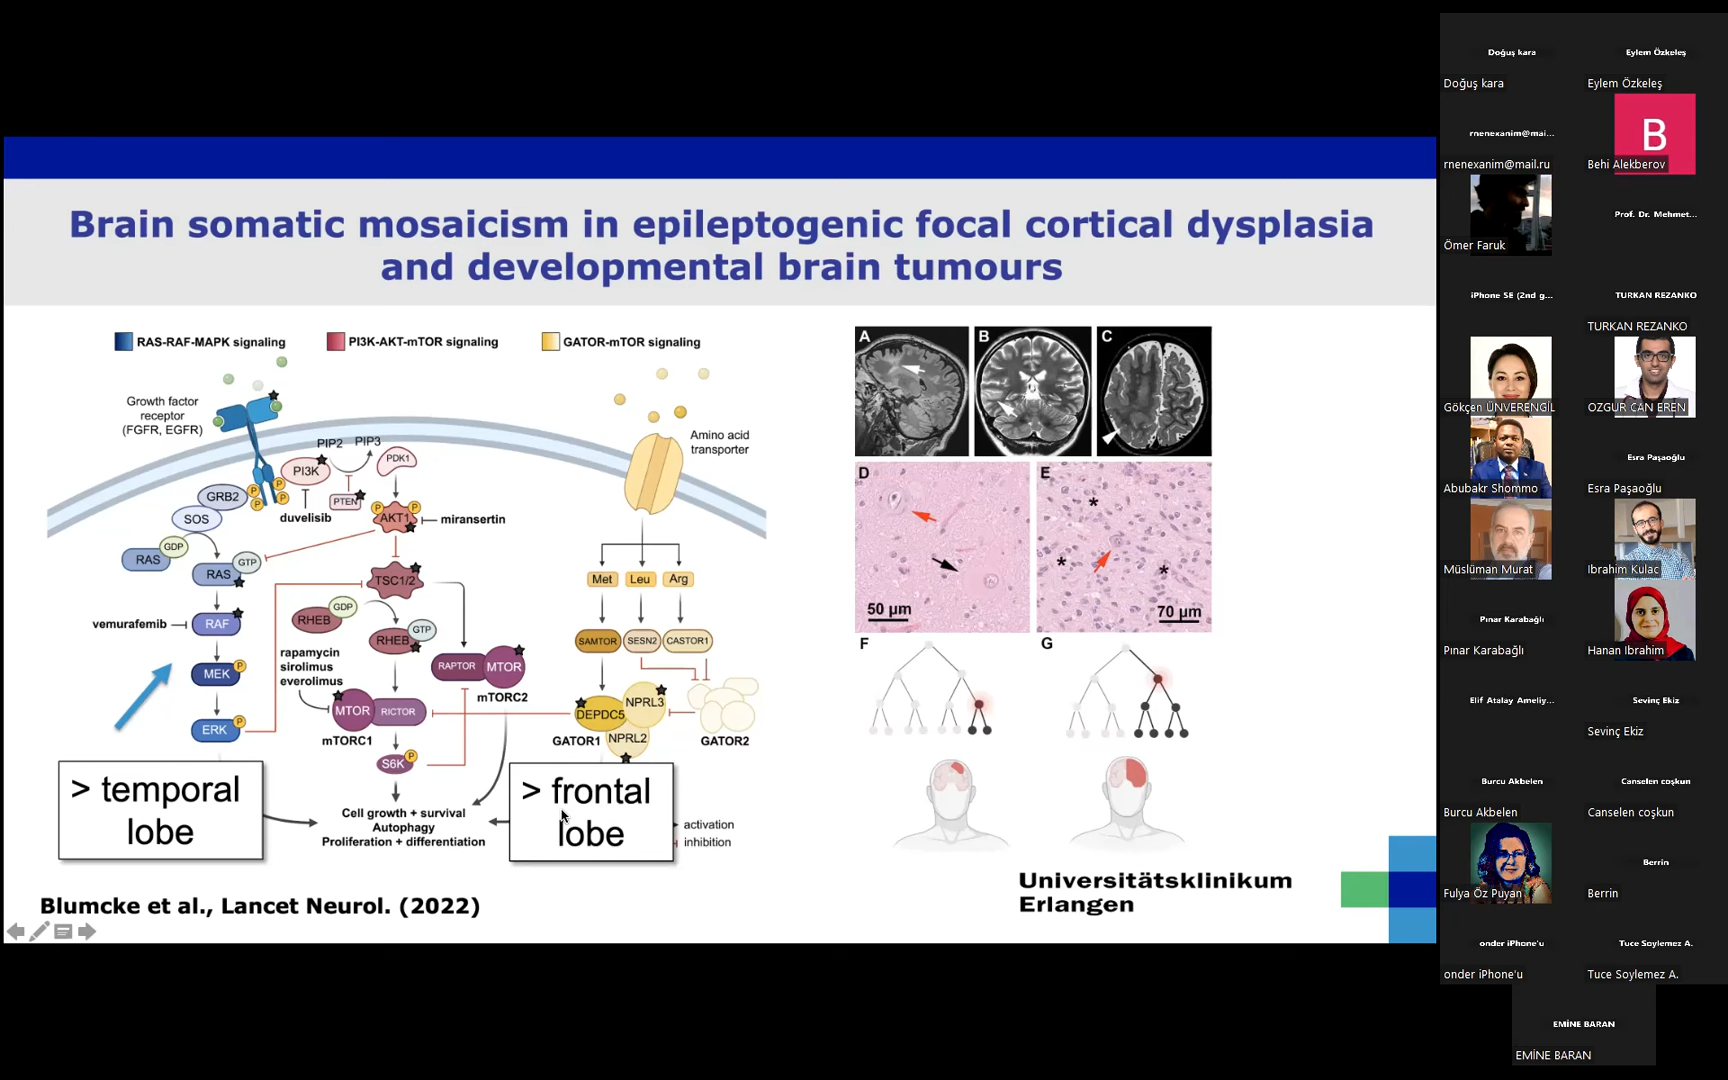 Brain somatic mosaicism in epileptogenic focal cortical dysplasia
and developmental brain tumours
RAS-RAF-MAPK signaling
PI3K-AKT-mTOR signaling
GATOR-mTOR signaling
Growth factor
receptor
(FGFR, EGFR)
PIP2
PIP3
PDK1
PI3K
PTEN
GRB2
P
P
P
P
SOS
duvelisib
P
P
AKT1
miransertin
Amino acid
transporter
GDP
RAS
GTP
RAS
TSC1/2
Met
Leu
Arg
vemurafenib
RAF
GDP
RHEB
GTP
RHEB
SAMTOR
SESN2
CASTOR1
rapamycin
sirolimus
everolimus
RAPTOR
MTOR
mTORC2
MEK
P
MTOR
RICTOR
mTORC1
DEPDC5
NPRL3
NPRL2
GATOR1
GATOR2
ERK
P
S6K
P
> temporal
lobe
> frontal
lobe
Cell growth + survival
Autophagy
Proliferation + differentiation
activation
inhibition
A
B
C
D
50 µm
E
*
*
*
70 µm
F
G
Blumcke et al., Lancet Neurol. (2022)
Universitätsklinikum
Erlangen
Doğuş kara
Doğuş kara
Eylem Özkeleş
Eylem Özkeleş
rnenexanim@mai...
rnenexanim@mail.ru
B
Behi Alekberov
Ömer Faruk
Prof. Dr. Mehmet...
iPhone SE (2nd g...
TURKAN REZANKO
TURKAN REZANKO
Gökçen ÜNVERENGİL
OZGUR CAN EREN
Abubakr Shommo
Esra Paşaoğlu
Esra Paşaoğlu
Müslüman Murat
Ibrahim Kulac
Pınar Karabağlı
Pınar Karabağlı
Hanan Ibrahim
Elif Atalay Ameliy...
Sevinç Ekiz
Sevinç Ekiz
Burcu Akbelen
Burcu Akbelen
Canselen coşkun
Canselen coşkun
Fulya Öz Puyan
Berrin
Berrin
onder iPhone'u
onder iPhone'u
Tuce Soylemez A.
Tuce Soylemez A.
EMİNE BARAN
EMİNE BARAN